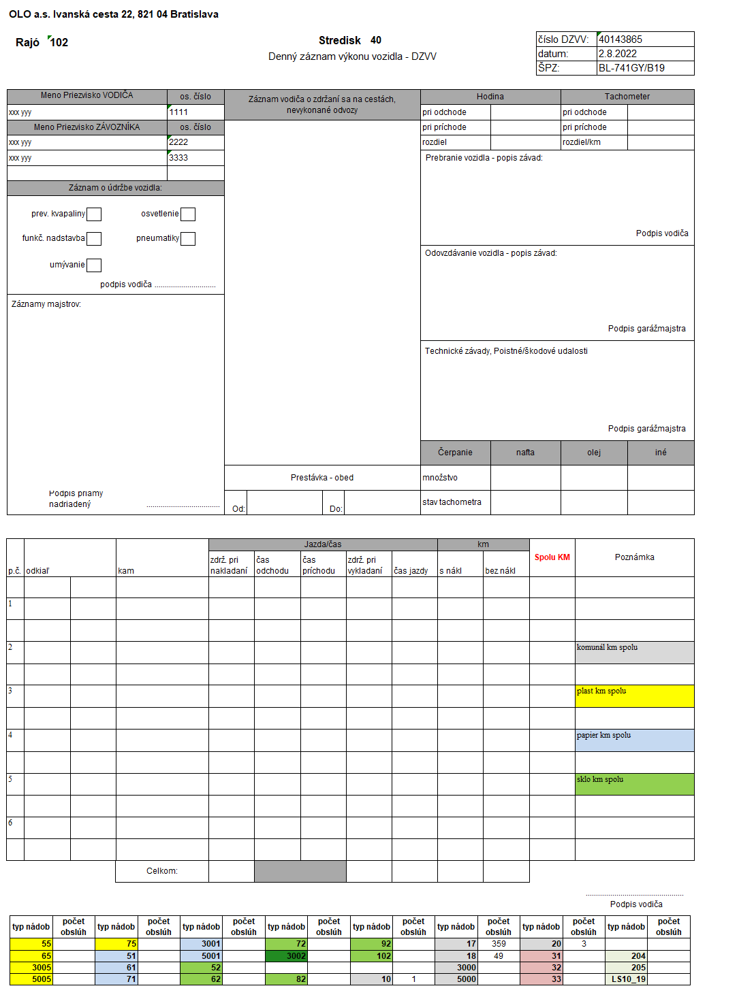 OLO a.s. Ivanská cesta 22, 821 04 Bratislava
Rajó 102
Stredisk 40
Denný záznam výkonu vozidla - DZVV
číslo DZVV: 40143865
datum: 2.8.2022
ŠPZ: BL-741GY/B19
Meno Priezvisko VODIČA os. číslo
xxx yyy 1111
Meno Priezvisko ZÁVOZNÍKA os. číslo
xxx yyy 2222
xxx yyy 3333
Záznam o údržbe vozidla:
prev. kvapaliny osvetlenie
funkč. nadstavba pneumatiky
umývanie
podpis vodiča ..............................
Záznamy majstrov:
Podpis priamy
nadriadený ....................................
Záznam vodiča o zdržaní sa na cestách,
nevykonané odvozy
Prestávka - obed
Od: Do:
Hodina Tachometer
pri odchode pri odchode
pri príchode pri príchode
rozdiel rozdiel/km
Prebranie vozidla - popis závad:
Podpis vodiča
Odovzdávanie vozidla - popis závad:
Podpis garážmajstra
Technické závady, Poistné/škodové udalosti
Podpis garážmajstra
Čerpanie nafta olej iné
množstvo
stav tachometra
Jazda/čas km
p.č. odkiaľ kam zdrž. pri nakladaní čas odchodu čas príchodu zdrž. pri vykladaní čas jazdy s nákl bez nákl Spolu KM Poznámka
1
2 komunál km spolu
3 plast km spolu
4 papier km spolu
5 sklo km spolu
6
Celkom:
................................................
Podpis vodiča
typ nádob počet obslúh typ nádob počet obslúh typ nádob počet obslúh typ nádob počet obslúh typ nádob počet obslúh typ nádob počet obslúh typ nádob počet obslúh typ nádob počet obslúh
55 75 3001 72 92 17 359 20 3
65 51 5001 3002 102 18 49 31 204
3005 61 52 3000 32 205
5005 71 62 82 10 1 5000 33 LS10_19